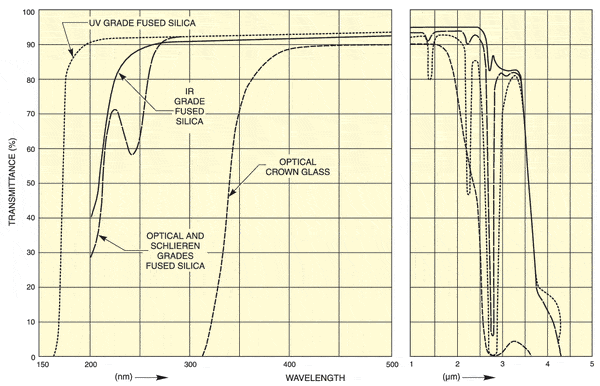 100
90
80
70
60
50
40
30
20
10
0
TRANSMITTANCE (%)
UV GRADE FUSED SILICA
IR
GRADE
FUSED
SILICA
OPTICAL
CROWN GLASS
OPTICAL AND
SCHLIEREN
GRADES
FUSED SILICA
150 200 250 300 350 400 500
1 2 3 4 5
(nm)
WAVELENGTH
(µm)